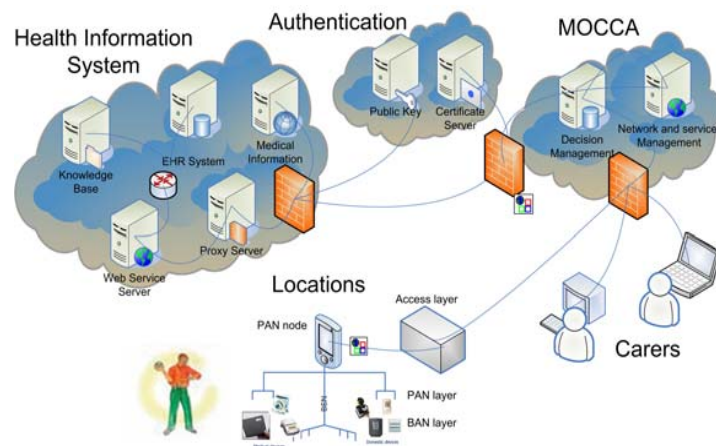 Health Information
System
Authentication
MOCCA
Public Key
Certificate
Server
Decision
Management
Network and service
Management
Knowledge
Base
EHR System
Medical
Information
Web Service
Server
Proxy Server
Locations
PAN node
Access layer
Carers
PAN layer
BAN layer